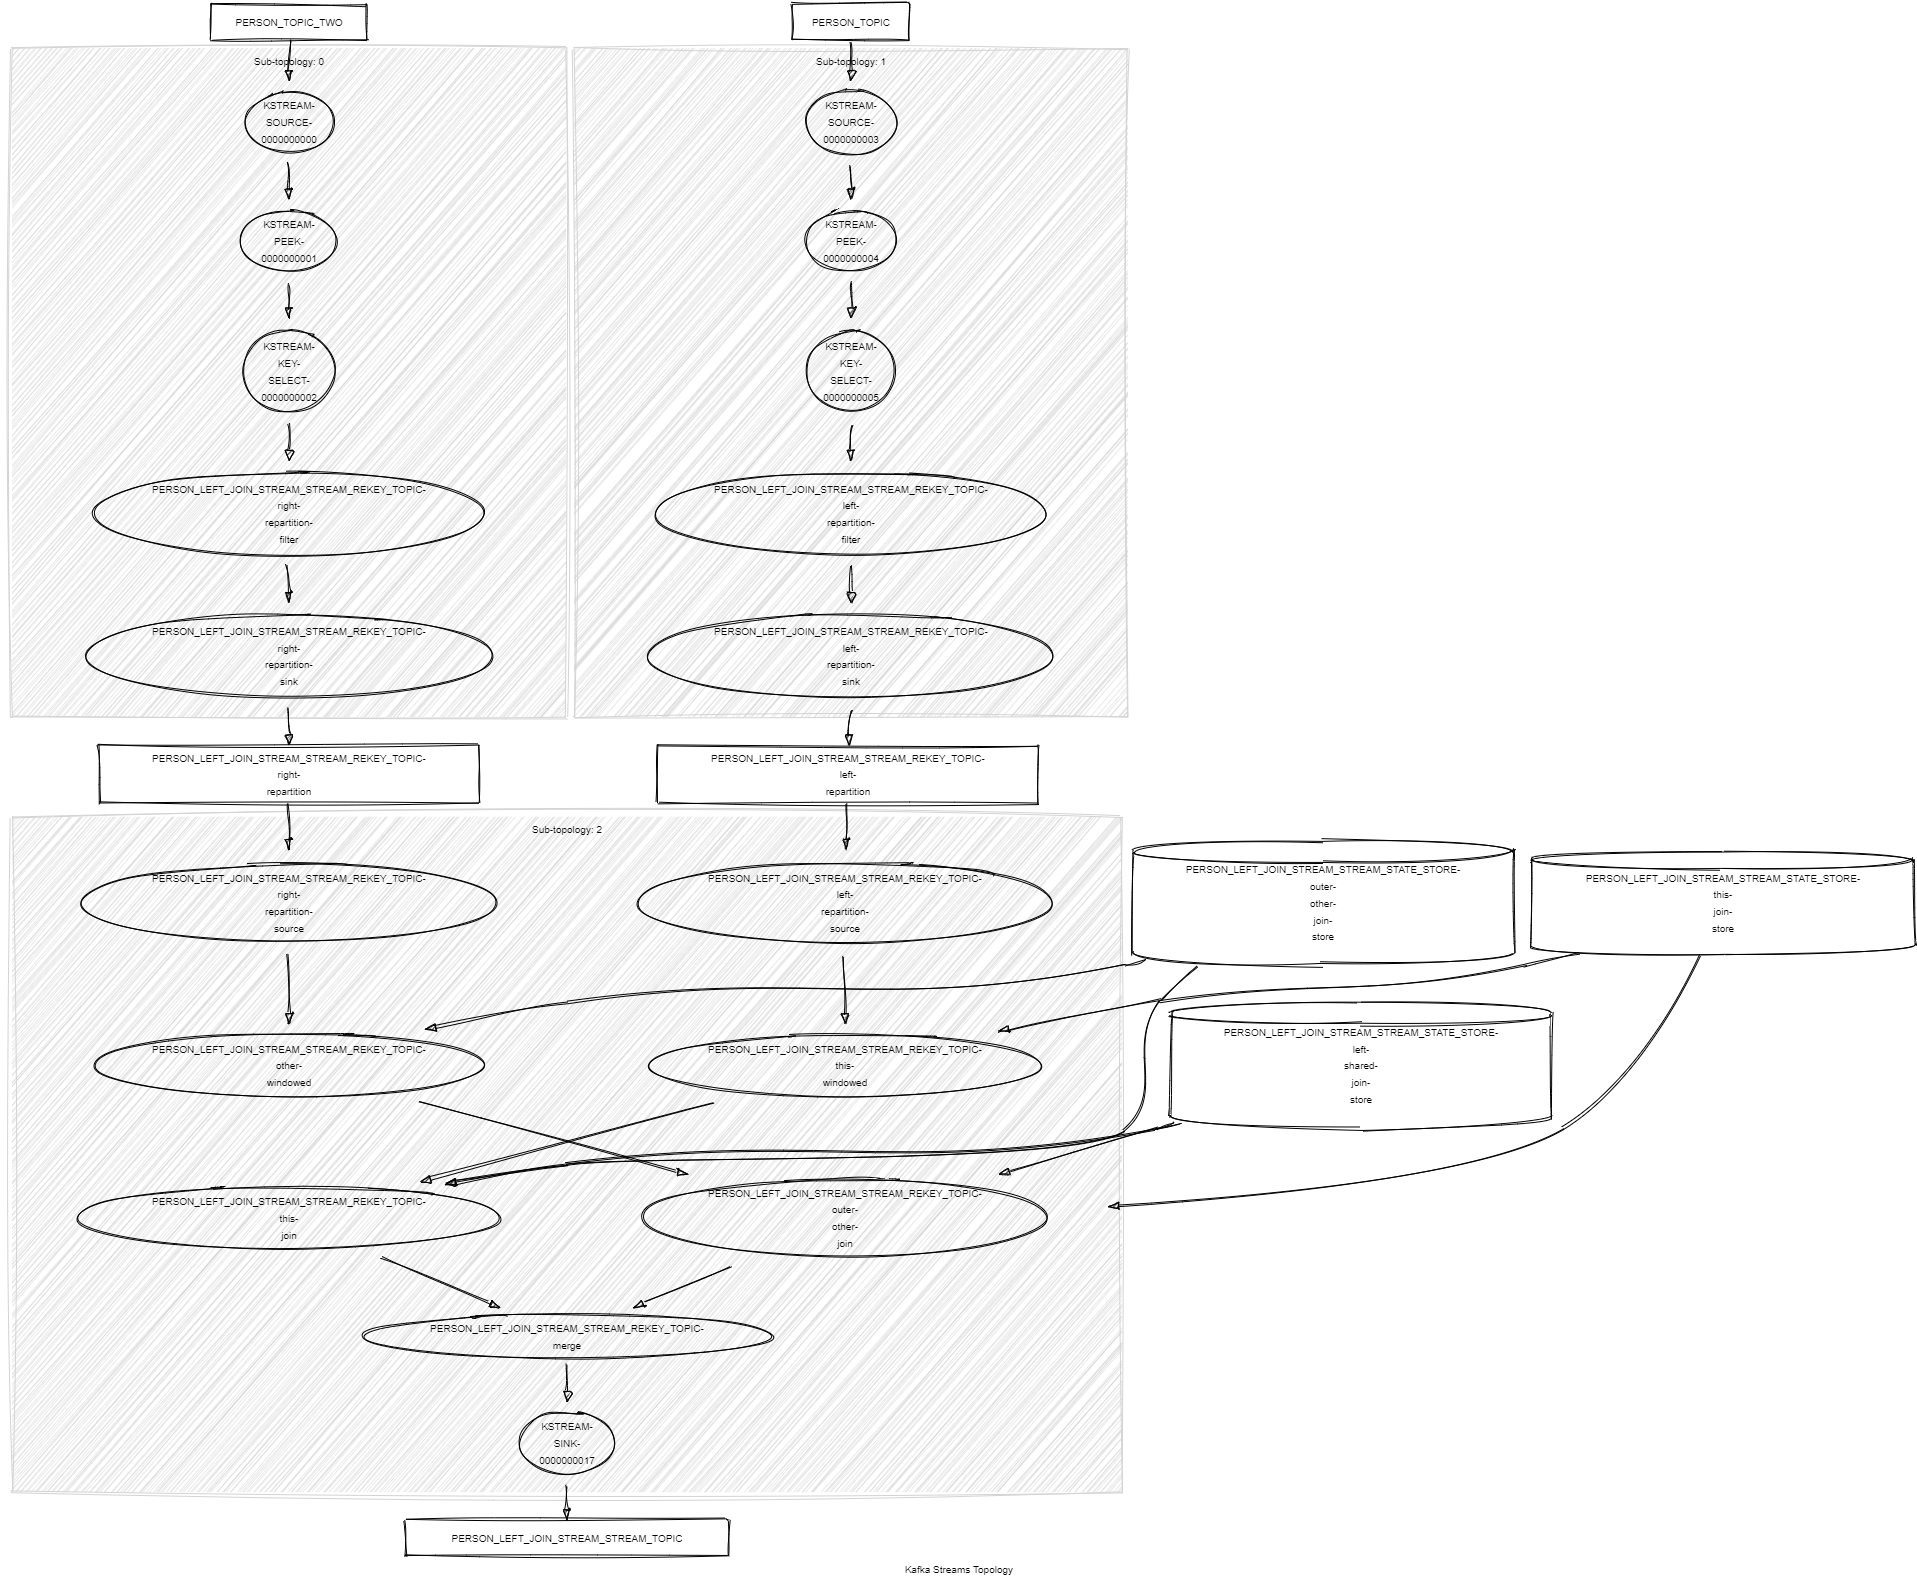 PERSON_TOPIC_TWO
PERSON_TOPIC
Sub-topology: 0
KSTREAM-
SOURCE-
0000000000
KSTREAM-
PEEK-
0000000001
KSTREAM-
KEY-
SELECT-
0000000002
PERSON_LEFT_JOIN_STREAM_STREAM_REKEY_TOPIC-
right-
repartition-
filter
PERSON_LEFT_JOIN_STREAM_STREAM_REKEY_TOPIC-
right-
repartition-
sink
Sub-topology: 1
KSTREAM-
SOURCE-
0000000003
KSTREAM-
PEEK-
0000000004
KSTREAM-
KEY-
SELECT-
0000000005
PERSON_LEFT_JOIN_STREAM_STREAM_REKEY_TOPIC-
left-
repartition-
filter
PERSON_LEFT_JOIN_STREAM_STREAM_REKEY_TOPIC-
left-
repartition-
sink
PERSON_LEFT_JOIN_STREAM_STREAM_REKEY_TOPIC-
right-
repartition
PERSON_LEFT_JOIN_STREAM_STREAM_REKEY_TOPIC-
left-
repartition
Sub-topology: 2
PERSON_LEFT_JOIN_STREAM_STREAM_REKEY_TOPIC-
right-
repartition-
source
PERSON_LEFT_JOIN_STREAM_STREAM_REKEY_TOPIC-
left-
repartition-
source
PERSON_LEFT_JOIN_STREAM_STREAM_STATE_STORE-
outer-
other-
join-
store
PERSON_LEFT_JOIN_STREAM_STREAM_STATE_STORE-
this-
join-
store
PERSON_LEFT_JOIN_STREAM_STREAM_REKEY_TOPIC-
other-
windowed
PERSON_LEFT_JOIN_STREAM_STREAM_REKEY_TOPIC-
this-
windowed
PERSON_LEFT_JOIN_STREAM_STREAM_STATE_STORE-
left-
shared-
join-
store
PERSON_LEFT_JOIN_STREAM_STREAM_REKEY_TOPIC-
this-
join
PERSON_LEFT_JOIN_STREAM_STREAM_REKEY_TOPIC-
outer-
other-
join
PERSON_LEFT_JOIN_STREAM_STREAM_REKEY_TOPIC-
merge
KSTREAM-
SINK-
0000000017
PERSON_LEFT_JOIN_STREAM_STREAM_TOPIC
Kafka Streams Topology